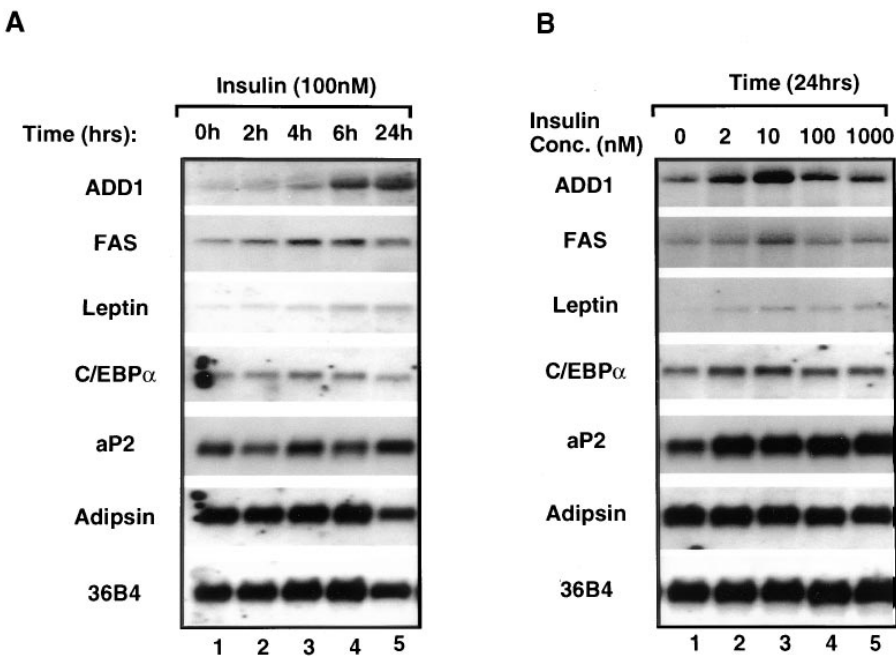 A
Insulin (100nM)
Time (hrs): 0h 2h 4h 6h 24h
ADD1
FAS
Leptin
C/EBPα
aP2
Adipsin
36B4
1 2 3 4 5
B
Time (24hrs)
Insulin
Conc. (nM) 0 2 10 100 1000
ADD1
FAS
Leptin
C/EBPα
aP2
Adipsin
36B4
1 2 3 4 5